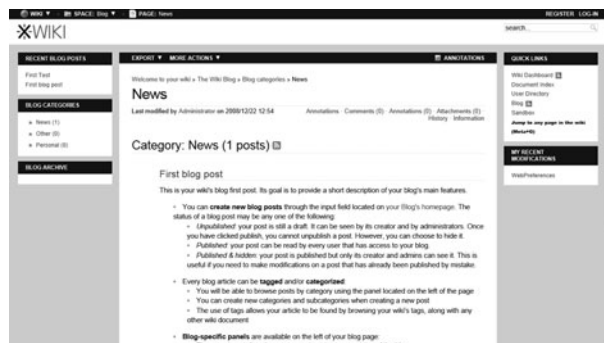 WIKI ▼ SPACE: Blog ▼ PAGE: News REGISTER LOG-IN
XWIKI
search...
RECENT BLOG POSTS
First Test
First blog post
BLOG CATEGORIES
News (1)
Other (0)
Personal (0)
BLOG ARCHIVE
EXPORT ▼ MORE ACTIONS ▼ ANNOTATIONS
Welcome to your wiki » The Wiki Blog » Blog categories » News
News
Last modified by Administrator on 2008/12/22 12:54
Annotations · Comments (0) · Annotations (0) · Attachments (0) ·
History · Information
Category: News (1 posts)
First blog post
This is your wiki's blog first post. Its goal is to provide a short description of your blog's main features.
You can create new blog posts through the input field located on your Blog's homepage. The
status of a blog post may be any one of the following:
Unpublished: your post is still a draft. It can be seen by its creator and by administrators. Once
you have clicked publish, you cannot unpublish a post. However, you can choose to hide it.
Published: your post can be read by every user that has access to your blog.
Published & hidden: your post is published but only its creator and admins can see it. This is
useful if you need to make modifications on a post that has already been published by mistake.
Every blog article can be tagged and/or categorized:
You will be able to browse posts by category using the panel located on the left of the page
You can create new categories and subcategories when creating a new post
The use of tags allows your article to be found by browsing your wiki's tags, along with any
other wiki document
Blog-specific panels are available on the left of your blog page:
QUICK LINKS
Wiki Dashboard
Document Index
User Directory
Blog
Sandbox
Jump to any page in the wiki
(Meta+G)
MY RECENT
MODIFICATIONS
WebPreferences